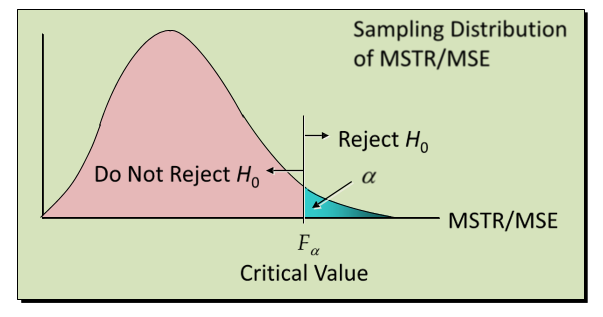 Sampling Distribution
of MSTR/MSE
Reject H₀
Do Not Reject H₀
α
MSTR/MSE
Fα
Critical Value